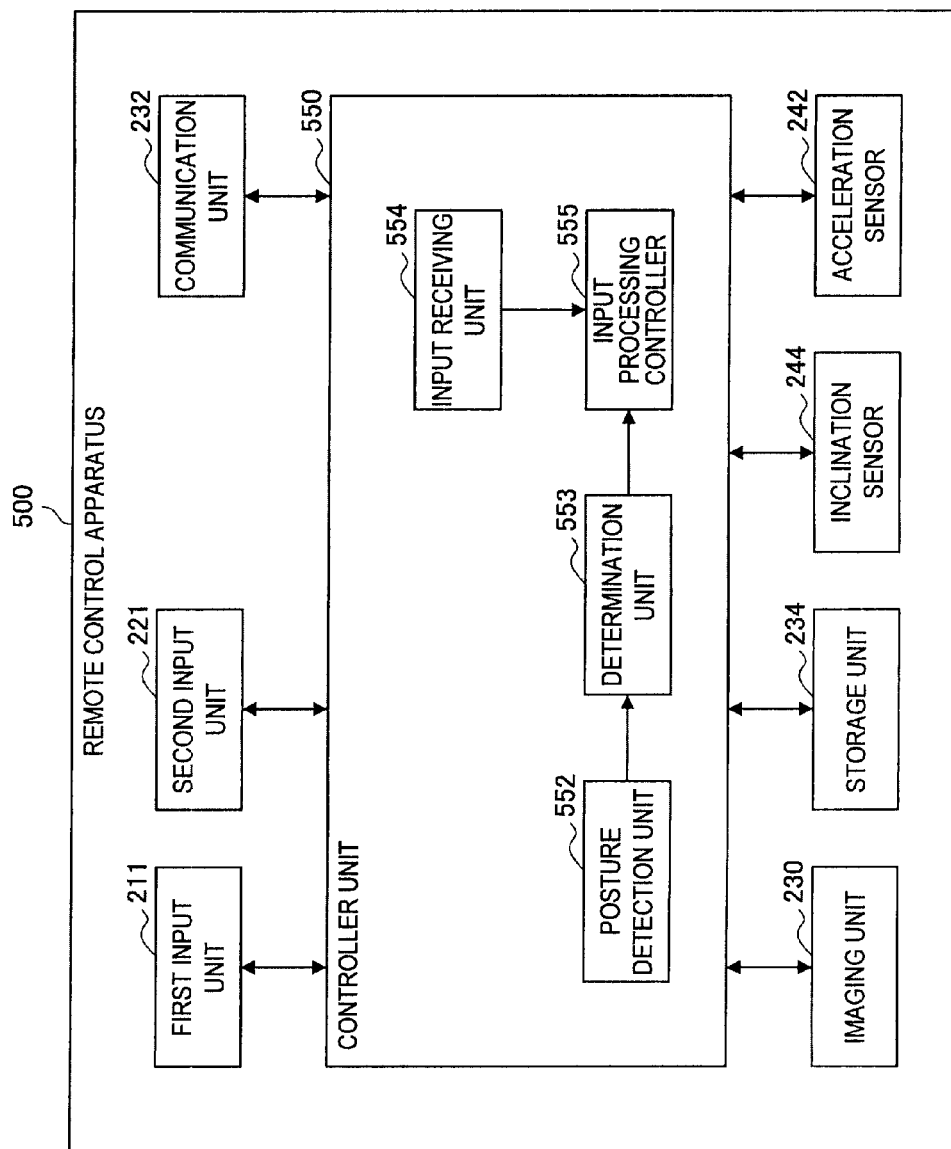 500
REMOTE CONTROL APPARATUS
211
FIRST INPUT
UNIT
221
SECOND INPUT
UNIT
232
COMMUNICATION
UNIT
550
CONTROLLER UNIT
554
INPUT RECEIVING
UNIT
552
POSTURE
DETECTION UNIT
553
DETERMINATION
UNIT
555
INPUT
PROCESSING
CONTROLLER
230
IMAGING UNIT
234
STORAGE UNIT
244
INCLINATION
SENSOR
242
ACCELERATION
SENSOR